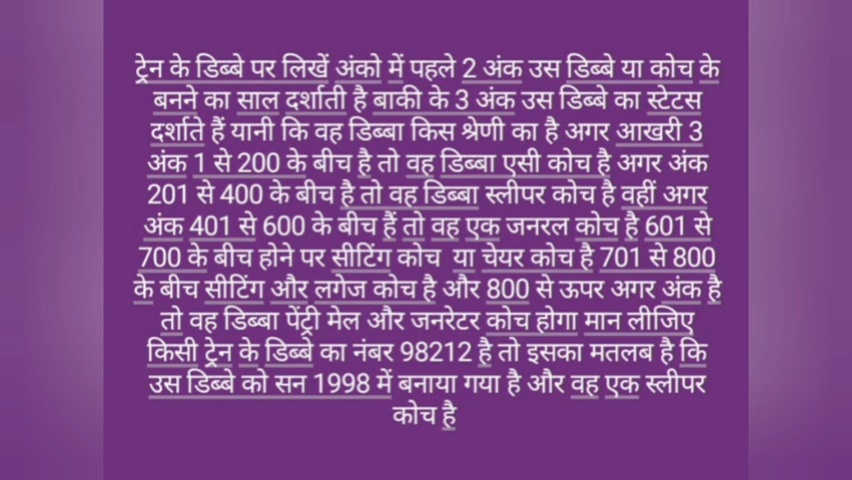 ट्रेन के डिब्बे पर लिखें अंको में पहले 2 अंक उस डिब्बे या कोच के
बनने का साल दर्शाती है बाकी के 3 अंक उस डिब्बे का स्टेटस
दर्शाते हैं यानी कि वह डिब्बा किस श्रेणी का है अगर आखरी 3
अंक 1 से 200 के बीच है तो वह डिब्बा एसी कोच है अगर अंक
201 से 400 के बीच है तो वह डिब्बा स्लीपर कोच है वहीं अगर
अंक 401 से 600 के बीच हैं तो वह एक जनरल कोच है 601 से
700 के बीच होने पर सीटिंग कोच या चेयर कोच है 701 से 800
के बीच सीटिंग और लगेज कोच है और 800 से ऊपर अगर अंक है
तो वह डिब्बा पेंट्री मेल और जनरेटर कोच होगा मान लीजिए
किसी ट्रेन के डिब्बे का नंबर 98212 है तो इसका मतलब है कि
उस डिब्बे को सन 1998 में बनाया गया है और वह एक स्लीपर
कोच है